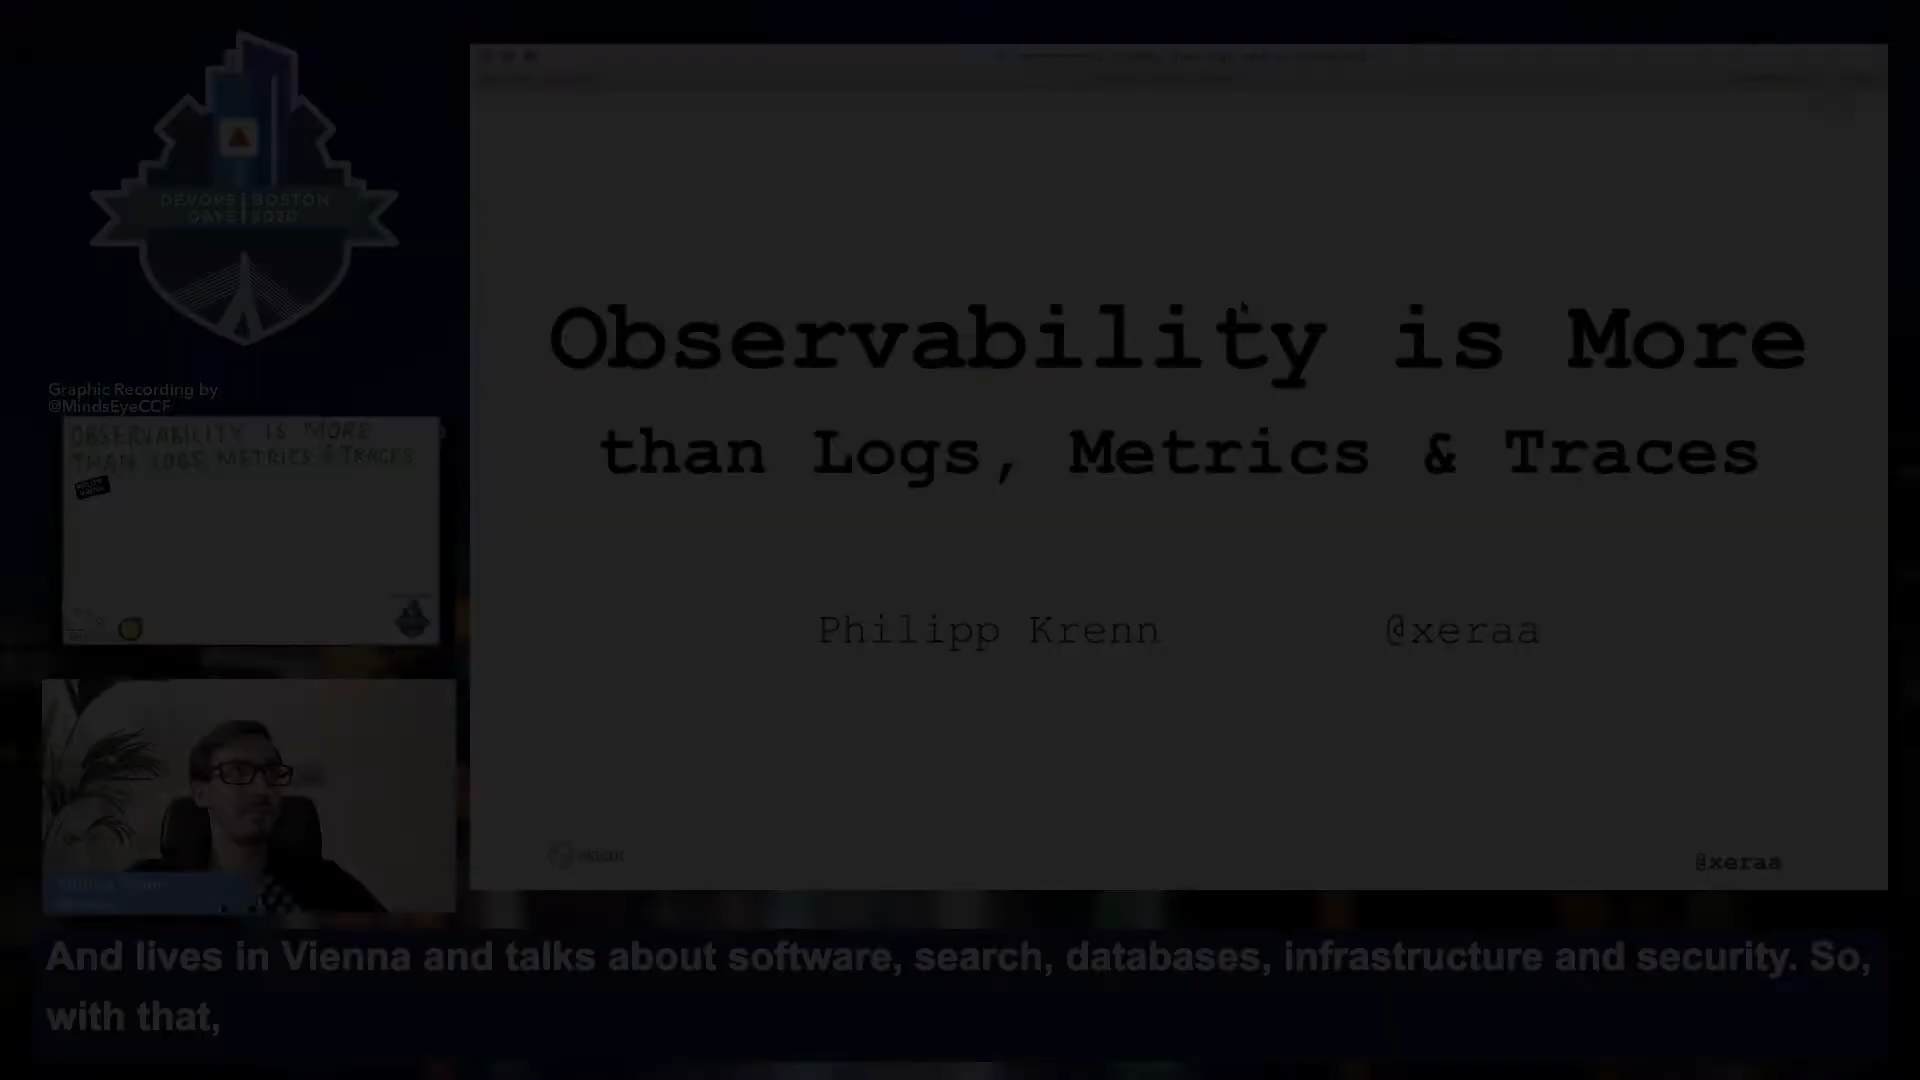 DEVOPS BOSTON
DAYS 2020
Graphic Recording by
@MindsEyeCCF
OBSERVABILITY IS MORE
THAN LOGS, METRICS & TRACES
Observability is More
than Logs, Metrics & Traces
Philipp Krenn @xeraa
@xeraa
And lives in Vienna and talks about software, search, databases, infrastructure and security. So,
with that,